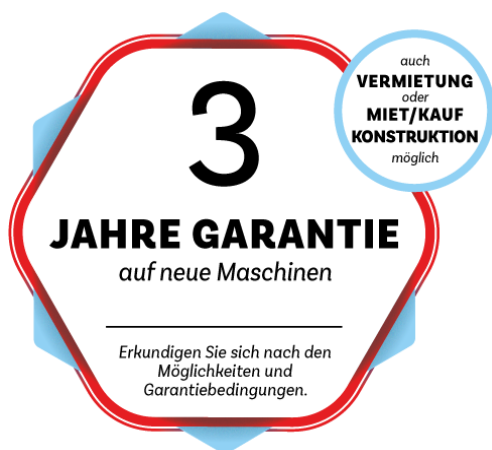 3
JAHRE GARANTIE
auf neue Maschinen
Erkundigen Sie sich nach den
Möglichkeiten und
Garantiebedingungen.
auch
VERMIETUNG
oder
MIET/KAUF
KONSTRUKTION
möglich